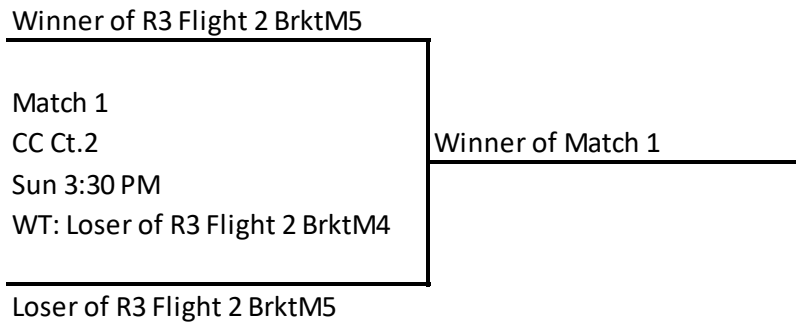 Winner of R3 Flight 2 BrktM5
Match 1
CC Ct.2
Winner of Match 1
Sun 3:30 PM
WT: Loser of R3 Flight 2 BrktM4
Loser of R3 Flight 2 BrktM5